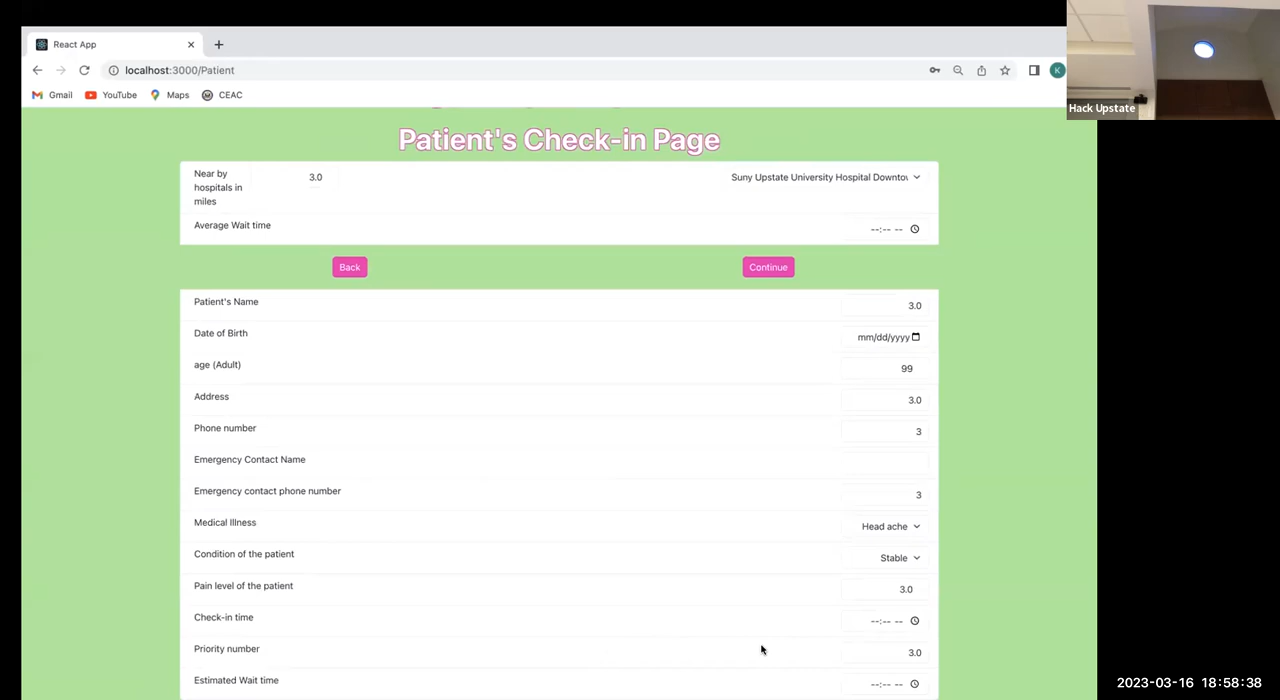 React App
localhost:3000/Patient
K
Gmail
YouTube
Maps
CEAC
Hack Upstate
Patient's Check-in Page
Near by
hospitals in
miles
3.0
Suny Upstate University Hospital Downtov
Average Wait time
--:-- --
Back
Continue
Patient's Name
3.0
Date of Birth
mm/dd/yyyy
age (Adult)
99
Address
3.0
Phone number
3
Emergency Contact Name
Emergency contact phone number
3
Medical Illness
Head ache
Condition of the patient
Stable
Pain level of the patient
3.0
Check-in time
--:-- --
Priority number
3.0
Estimated Wait time
--:-- --
2023-03-16 18:58:38